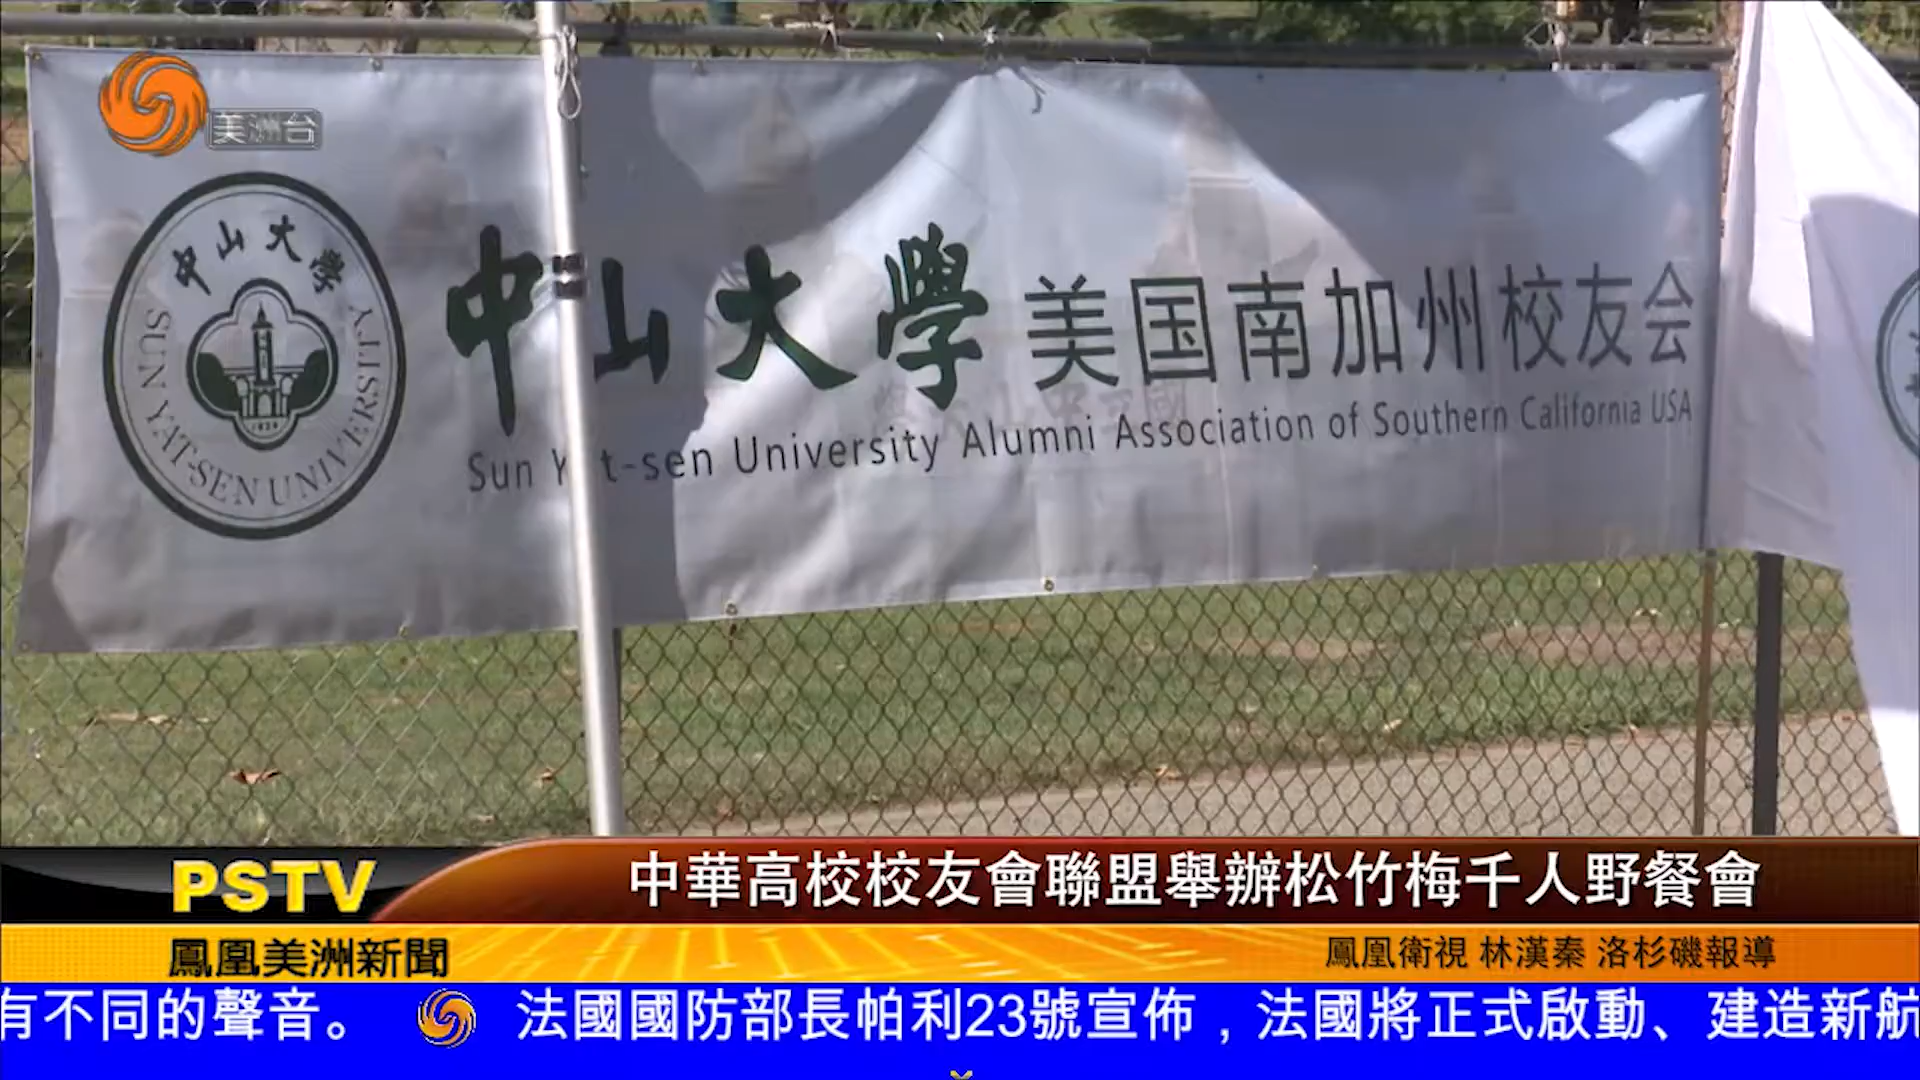 美洲台
中山大學
SUN YAT-SEN UNIVERSITY
1924
中山大學 美国南加州校友会
Sun Yat-sen University Alumni Association of Southern California USA
PSTV
中華高校校友會聯盟舉辦松竹梅千人野餐會
鳳凰美洲新聞
鳳凰衛視 林漢秦 洛杉磯報導
有不同的聲音。 法國國防部長帕利23號宣佈，法國將正式啟動、建造新航